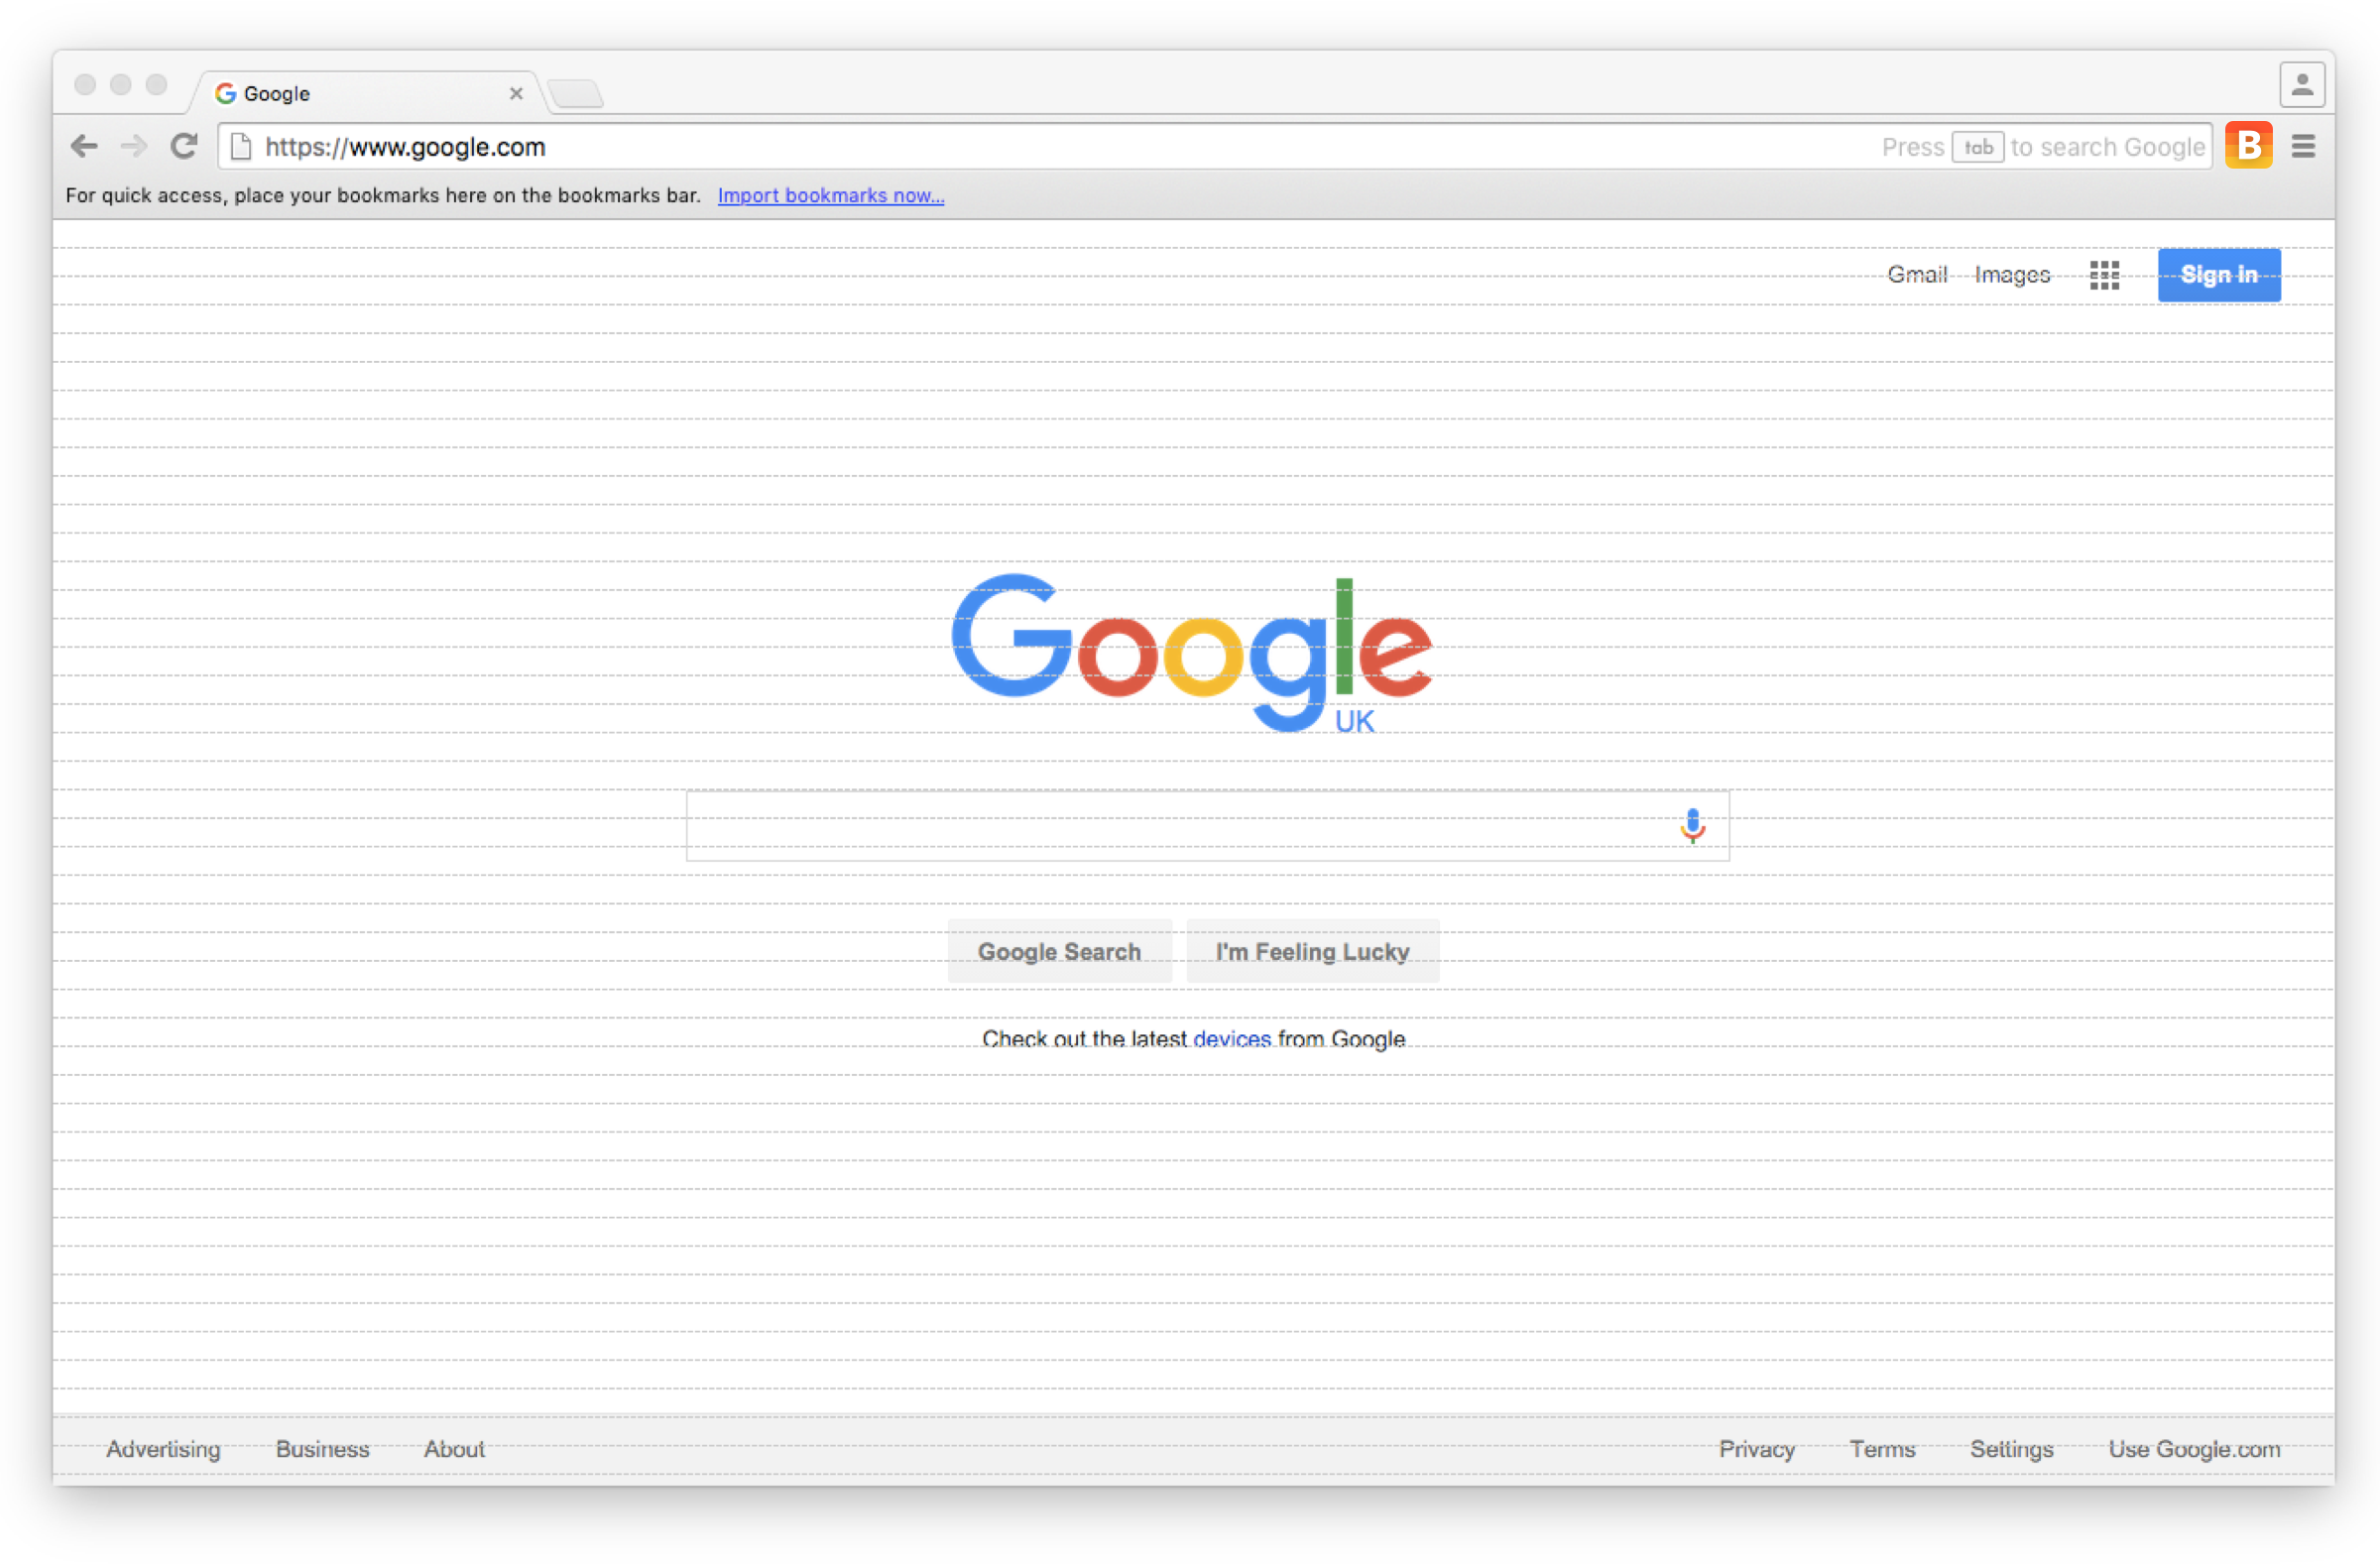 Google
https://www.google.com Press tab to search Google B
For quick access, place your bookmarks here on the bookmarks bar. Import bookmarks now...
Gmail Images Sign in
Google
UK
Google Search I'm Feeling Lucky
Check out the latest devices from Google
Advertising Business About Privacy Terms Settings Use Google.com